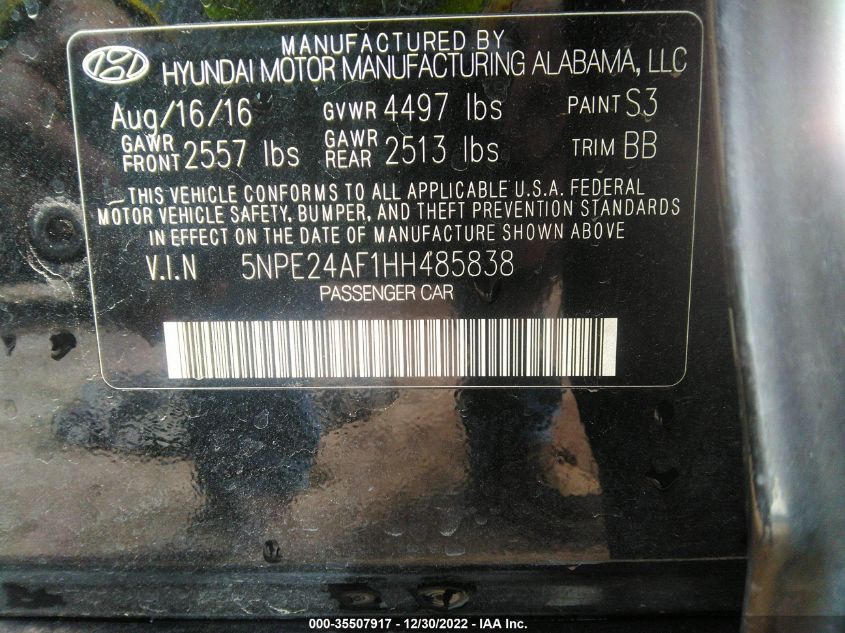 MANUFACTURED BY
HYUNDAI MOTOR MANUFACTURING ALABAMA, LLC
Aug/16/16 GVWR 4497 lbs PAINT S3
GAWR FRONT 2557 lbs GAWR REAR 2513 lbs TRIM BB
THIS VEHICLE CONFORMS TO ALL APPLICABLE U.S.A. FEDERAL
MOTOR VEHICLE SAFETY, BUMPER, AND THEFT PREVENTION STANDARDS
IN EFFECT ON THE DATE OF MANUFACTURE SHOWN ABOVE
V.I.N 5NPE24AF1HH485838
PASSENGER CAR
000-35507917 - 12/30/2022 - IAA Inc.